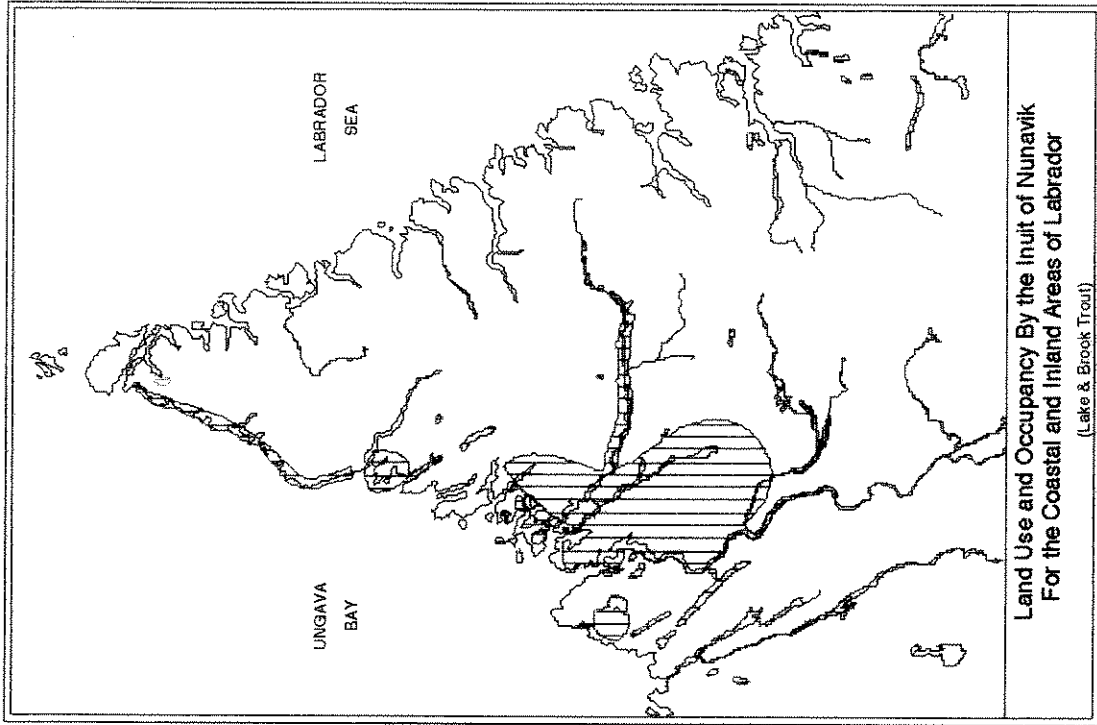 LABRADOR
SEA
UNGAVA
BAY
Land Use and Occupancy By the Inuit of Nunavik
For the Coastal and Inland Areas of Labrador
(Lake & Brook Trout)